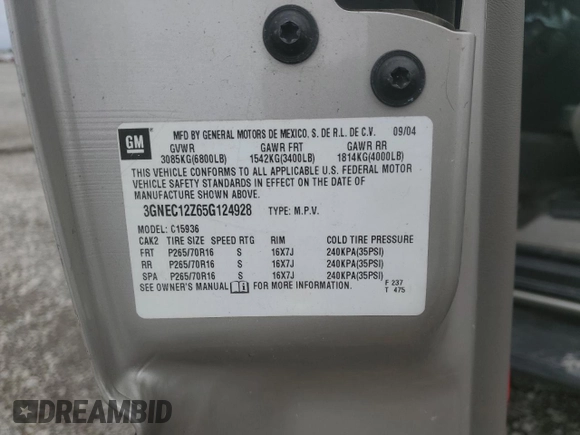 GM
MFD BY GENERAL MOTORS DE MEXICO, S. DE R.L. DE C.V. 09/04
GVWR GAWR FRT GAWR RR
3085KG(6800LB) 1542KG(3400LB) 1814KG(4000LB)
THIS VEHICLE CONFORMS TO ALL APPLICABLE U.S. FEDERAL MOTOR
VEHICLE SAFETY STANDARDS IN EFFECT ON THE DATE OF
MANUFACTURE SHOWN ABOVE.
3GNEC12Z65G124928 TYPE: M.P.V.
MODEL: C15936
CAK2 TIRE SIZE SPEED RTG RIM COLD TIRE PRESSURE
FRT P265/70R16 S 16X7J 240KPA(35PSI)
RR P265/70R16 S 16X7J 240KPA(35PSI)
SPA P265/70R16 S 16X7J 240KPA(35PSI)
SEE OWNER'S MANUAL FOR MORE INFORMATION. F 237
T 475
DREAMBID